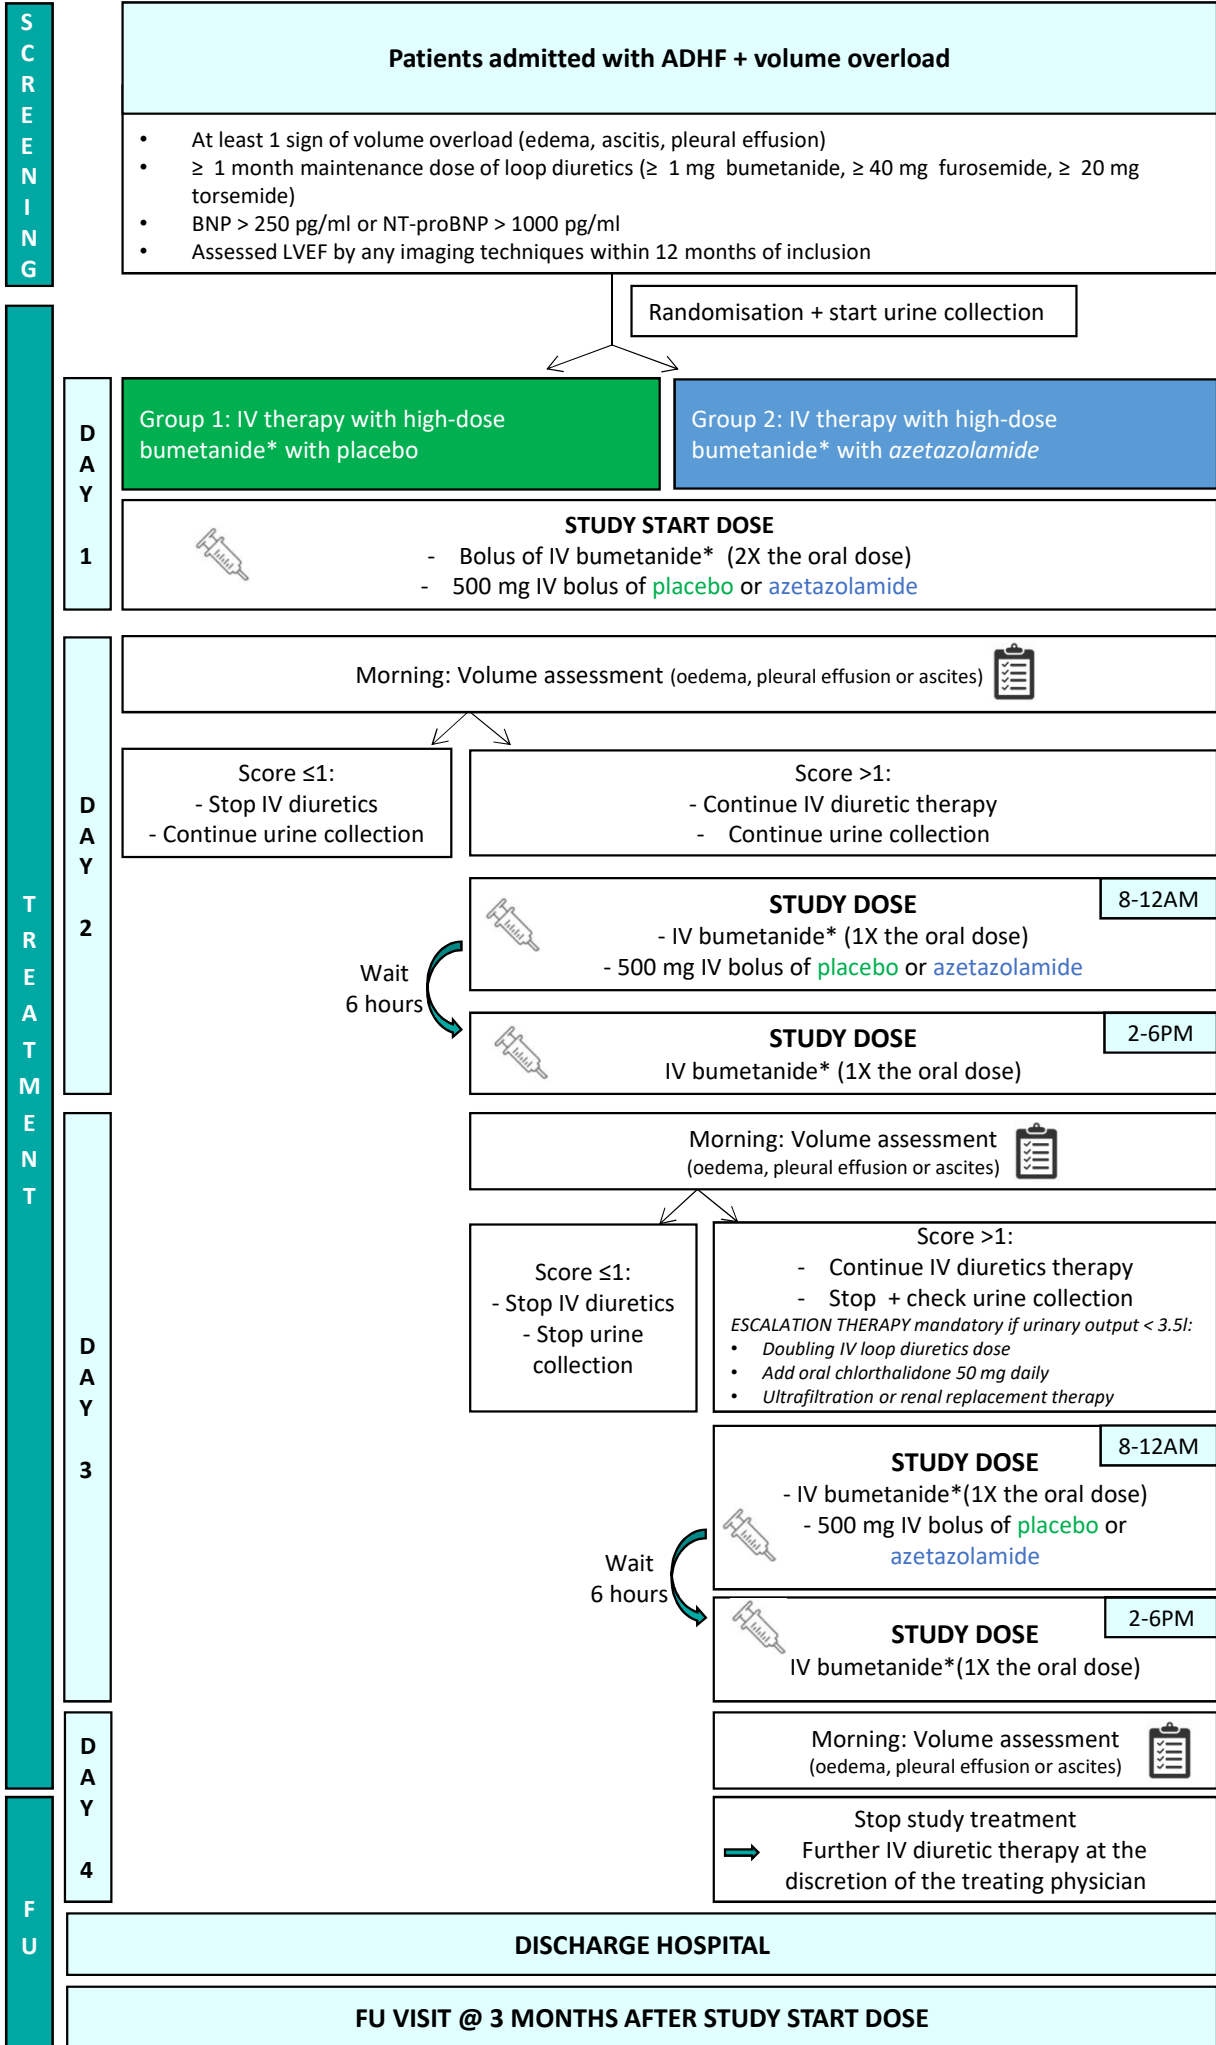 SCREENING
Patients admitted with ADHF + volume overload
• At least 1 sign of volume overload (edema, ascitis, pleural effusion)
• ≥ 1 month maintenance dose of loop diuretics (≥ 1 mg bumetanide, ≥ 40 mg furosemide, ≥ 20 mg
torsemide)
• BNP > 250 pg/ml or NT-proBNP > 1000 pg/ml
• Assessed LVEF by any imaging techniques within 12 months of inclusion
TREATMENT
Randomisation + start urine collection
DAY 1
Group 1: IV therapy with high-dose
bumetanide* with placebo
Group 2: IV therapy with high-dose
bumetanide* with azetazolamide
STUDY START DOSE
- Bolus of IV bumetanide* (2X the oral dose)
- 500 mg IV bolus of placebo or azetazolamide
DAY 2
Morning: Volume assessment (oedema, pleural effusion or ascites)
Score ≤1:
- Stop IV diuretics
- Continue urine collection
Score >1:
- Continue IV diuretic therapy
- Continue urine collection
8-12AM
STUDY DOSE
- IV bumetanide* (1X the oral dose)
- 500 mg IV bolus of placebo or azetazolamide
Wait
6 hours
2-6PM
STUDY DOSE
IV bumetanide* (1X the oral dose)
DAY 3
Morning: Volume assessment
(oedema, pleural effusion or ascites)
Score ≤1:
- Stop IV diuretics
- Stop urine
collection
Score >1:
- Continue IV diuretics therapy
- Stop + check urine collection
ESCALATION THERAPY mandatory if urinary output < 3.5l:
• Doubling IV loop diuretics dose
• Add oral chlorthalidone 50 mg daily
• Ultrafiltration or renal replacement therapy
8-12AM
STUDY DOSE
- IV bumetanide*(1X the oral dose)
- 500 mg IV bolus of placebo or
azetazolamide
Wait
6 hours
2-6PM
STUDY DOSE
IV bumetanide*(1X the oral dose)
DAY 4
Morning: Volume assessment
(oedema, pleural effusion or ascites)
FU
Stop study treatment
Further IV diuretic therapy at the
discretion of the treating physician
DISCHARGE HOSPITAL
FU VISIT @ 3 MONTHS AFTER STUDY START DOSE